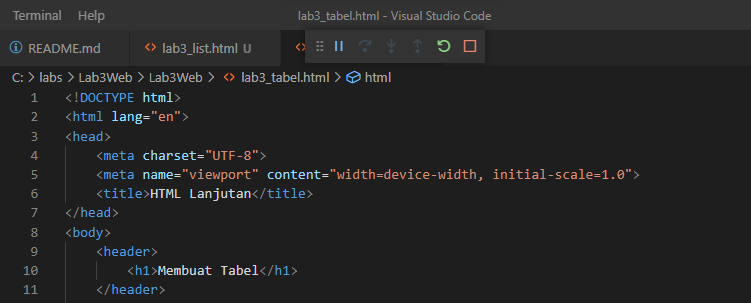 Terminal Help lab3_tabel.html - Visual Studio Code
README.md lab3_list.html U
C: > labs > Lab3Web > Lab3Web > lab3_tabel.html > html
1 <!DOCTYPE html>
2 <html lang="en">
3 <head>
4 <meta charset="UTF-8">
5 <meta name="viewport" content="width=device-width, initial-scale=1.0">
6 <title>HTML Lanjutan</title>
7 </head>
8 <body>
9 <header>
10 <h1>Membuat Tabel</h1>
11 </header>